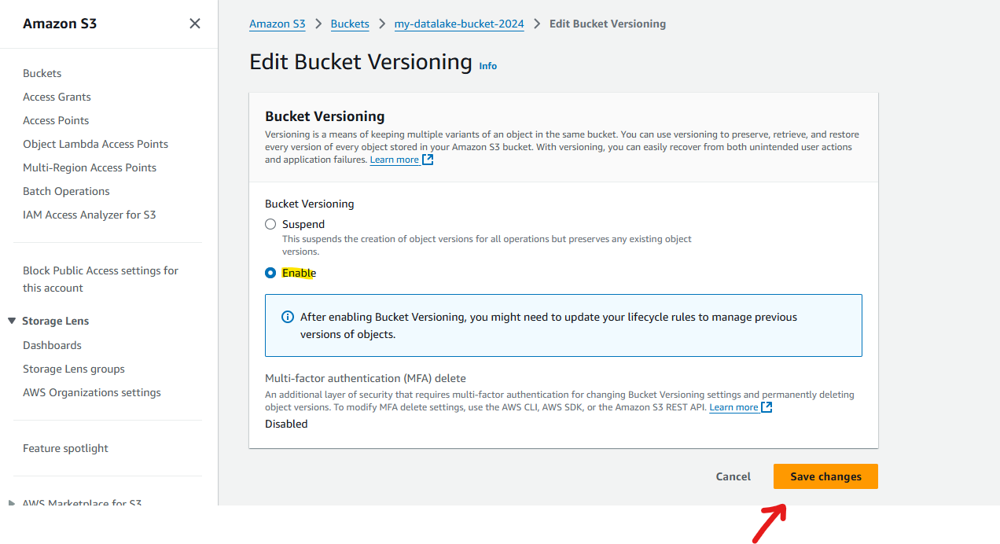 Amazon S3
Buckets
Access Grants
Access Points
Object Lambda Access Points
Multi-Region Access Points
Batch Operations
IAM Access Analyzer for S3
Block Public Access settings for
this account
Storage Lens
Dashboards
Storage Lens groups
AWS Organizations settings
Feature spotlight
AWS Marketplace for S3
Amazon S3 > Buckets > my-datalake-bucket-2024 > Edit Bucket Versioning
Edit Bucket Versioning Info
Bucket Versioning
Versioning is a means of keeping multiple variants of an object in the same bucket. You can use versioning to preserve, retrieve, and restore
every version of every object stored in your Amazon S3 bucket. With versioning, you can easily recover from both unintended user actions
and application failures. Learn more
Bucket Versioning
Suspend
This suspends the creation of object versions for all operations but preserves any existing object
versions.
Enable
After enabling Bucket Versioning, you might need to update your lifecycle rules to manage previous
versions of objects.
Multi-factor authentication (MFA) delete
An additional layer of security that requires multi-factor authentication for changing Bucket Versioning settings and permanently deleting
object versions. To modify MFA delete settings, use the AWS CLI, AWS SDK, or the Amazon S3 REST API. Learn more
Disabled
Cancel
Save changes